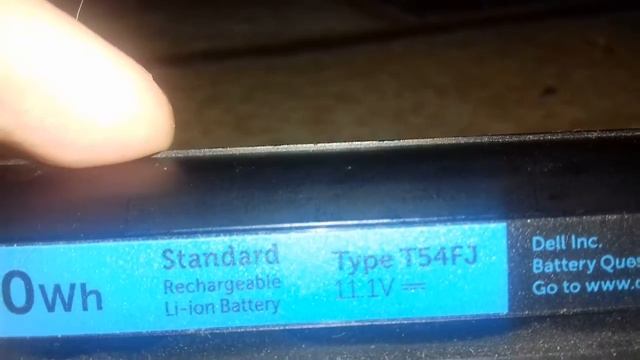 0Wh
Standard
Rechargeable
Li-ion Battery
Type T54FJ
11.1V ⎓
Dell Inc.
Battery Ques
Go to www.